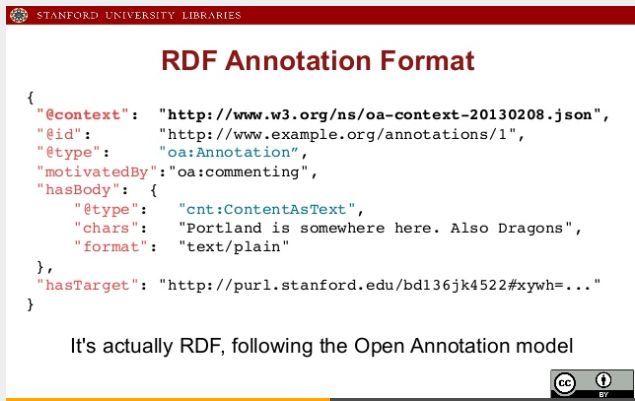 STANFORD UNIVERSITY LIBRARIES
RDF Annotation Format
{
"@context": "http://www.w3.org/ns/oa-context-20130208.json",
"@id": "http://www.example.org/annotations/1",
"@type": "oa:Annotation”,
"motivatedBy":"oa:commenting",
"hasBody": {
"@type": "cnt:ContentAsText",
"chars": "Portland is somewhere here. Also Dragons",
"format": "text/plain"
},
"hasTarget": "http://purl.stanford.edu/bd136jk4522#xywh=..."
}
It's actually RDF, following the Open Annotation model
cc
BY